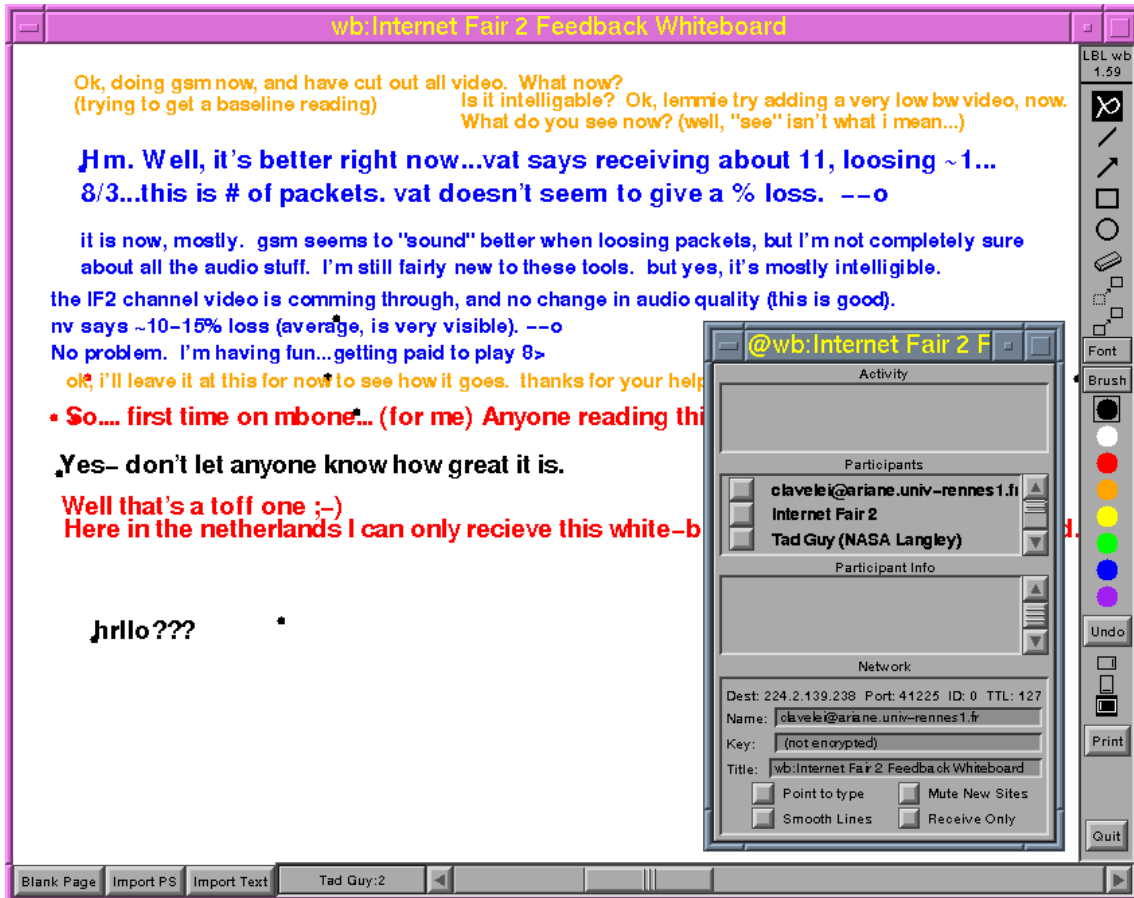 wb:Internet Fair 2 Feedback Whiteboard
LBL wb
1.59
Ok, doing gsm now, and have cut out all video. What now?
(trying to get a baseline reading)
Is it intelligable? Ok, lemmie try adding a very low bw video, now.
What do you see now? (well, "see" isn't what i mean...)
Hm. Well, it's better right now...vat says receiving about 11, loosing ~1...
8/3...this is # of packets. vat doesn't seem to give a % loss. --o
it is now, mostly. gsm seems to "sound" better when loosing packets, but I'm not completely sure
about all the audio stuff. I'm still fairly new to these tools. but yes, it's mostly intelligible.
the IF2 channel video is comming through, and no change in audio quality (this is good).
nv says ~10-15% loss (average, is very visible). --o
No problem. I'm having fun...getting paid to play 8>
ok, i'll leave it at this for now to see how it goes. thanks for your help
So.... first time on mbone... (for me) Anyone reading thi
Yes- don't let anyone know how great it is.
Well that's a toff one ;-)
Here in the netherlands I can only recieve this white-b
d.
hrllo???
@wb:Internet Fair 2 F
Activity
Participants
clavelei@ariane.univ-rennes1.fr
Internet Fair 2
Tad Guy (NASA Langley)
Participant Info
Network
Dest: 224.2.139.238 Port: 41225 ID: 0 TTL: 127
Name: clavelei@ariane.univ-rennes1.fr
Key: (not encrypted)
Title: wb:Internet Fair 2 Feedback Whiteboard
Point to type
Mute New Sites
Smooth Lines
Receive Only
Font
Brush
Undo
Print
Quit
Blank Page
Import PS
Import Text
Tad Guy:2